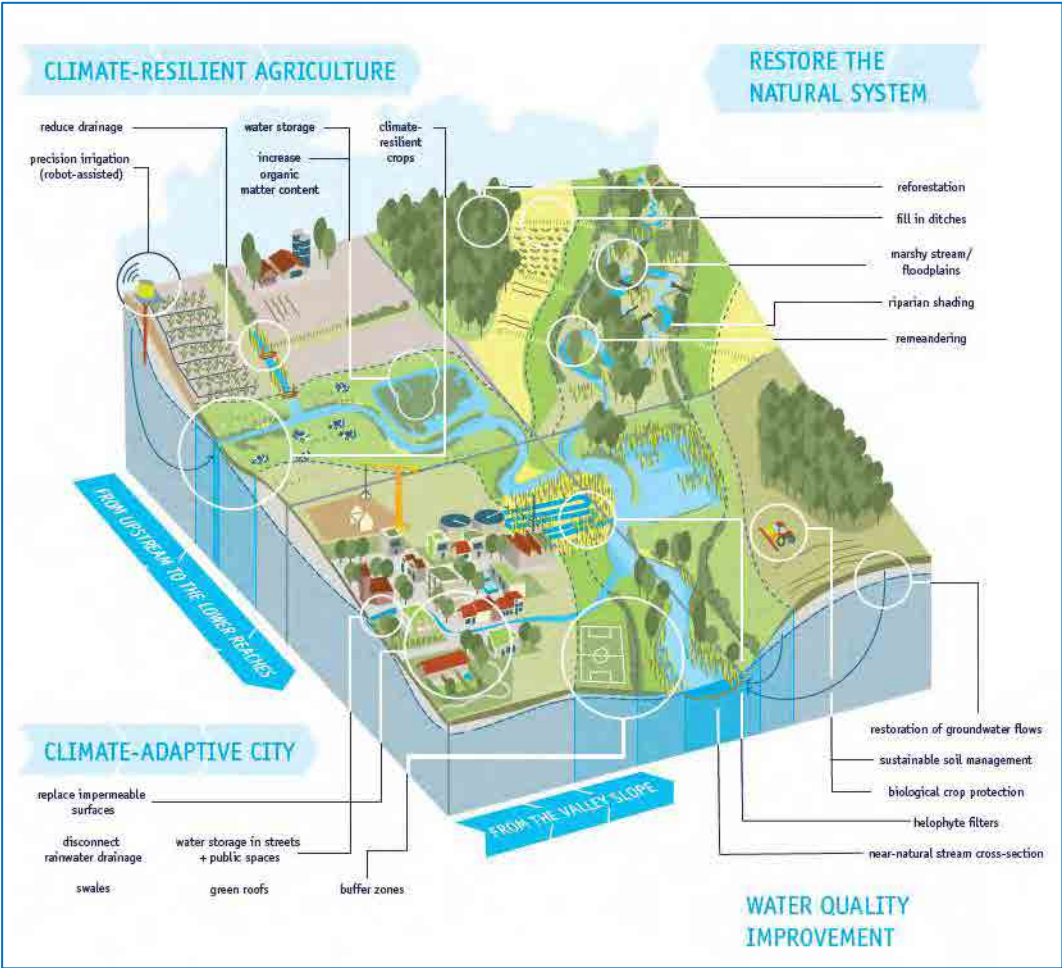 CLIMATE-RESILIENT AGRICULTURE
reduce drainage
precision irrigation
(robot-assisted)
water storage
increase
organic
matter content
climate-
resilient
crops
RESTORE THE
NATURAL SYSTEM
reforestation
fill in ditches
marshy stream/
floodplains
riparian shading
remeandering
FROM UPSTREAM TO THE LOWER REACHES
CLIMATE-ADAPTIVE CITY
replace impermeable
surfaces
disconnect
rainwater drainage
swales
water storage in streets
+ public spaces
green roofs
buffer zones
FROM THE VALLEY SLOPE
restoration of groundwater flows
sustainable soil management
biological crop protection
helophyte filters
near-natural stream cross-section
WATER QUALITY
IMPROVEMENT